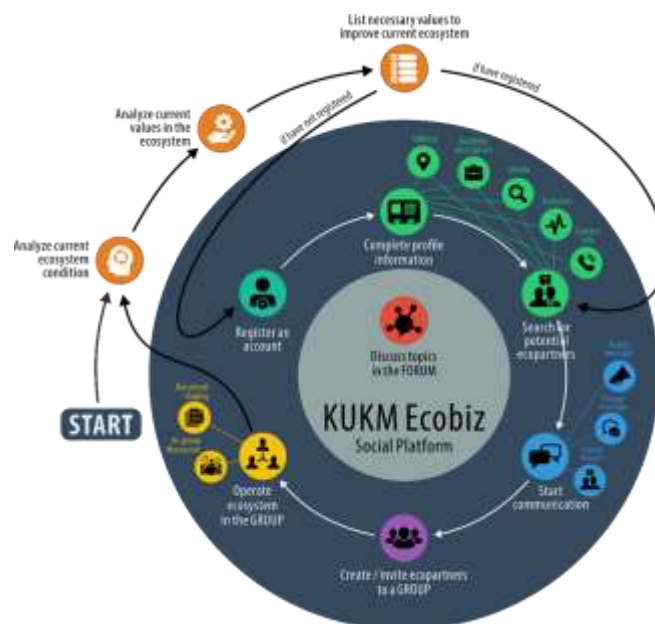 List necessary values to
improve current ecosystem
if have registered
if have not registered
Analyze current
values in the
ecosystem
Analyze current
ecosystem
condition
START
Complete profile
information
Register an
account
Search for
potential
ecopartners
Discuss topics
in the FORUM
KUKM Ecobiz
Social Platform
Start
communication
Operate
ecosystem
in the GROUP
Create / invite ecopartners
to a GROUP